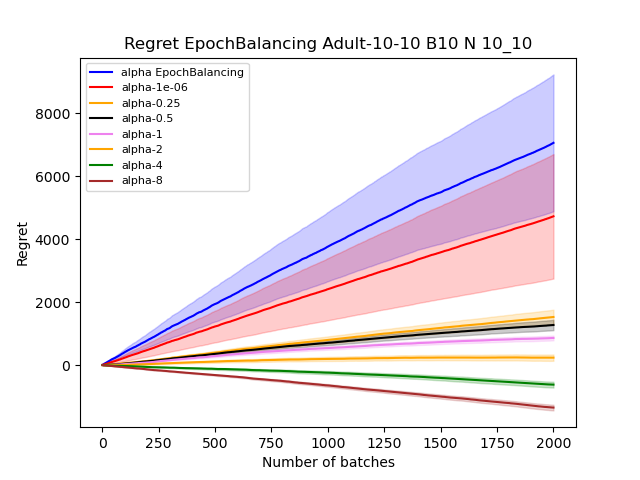 Regret EpochBalancing Adult-10-10 B10 N 10_10
alpha EpochBalancing
alpha-1e-06
alpha-0.25
alpha-0.5
alpha-1
alpha-2
alpha-4
alpha-8
8000
6000
4000
2000
0
Regret
0 250 500 750 1000 1250 1500 1750 2000
Number of batches